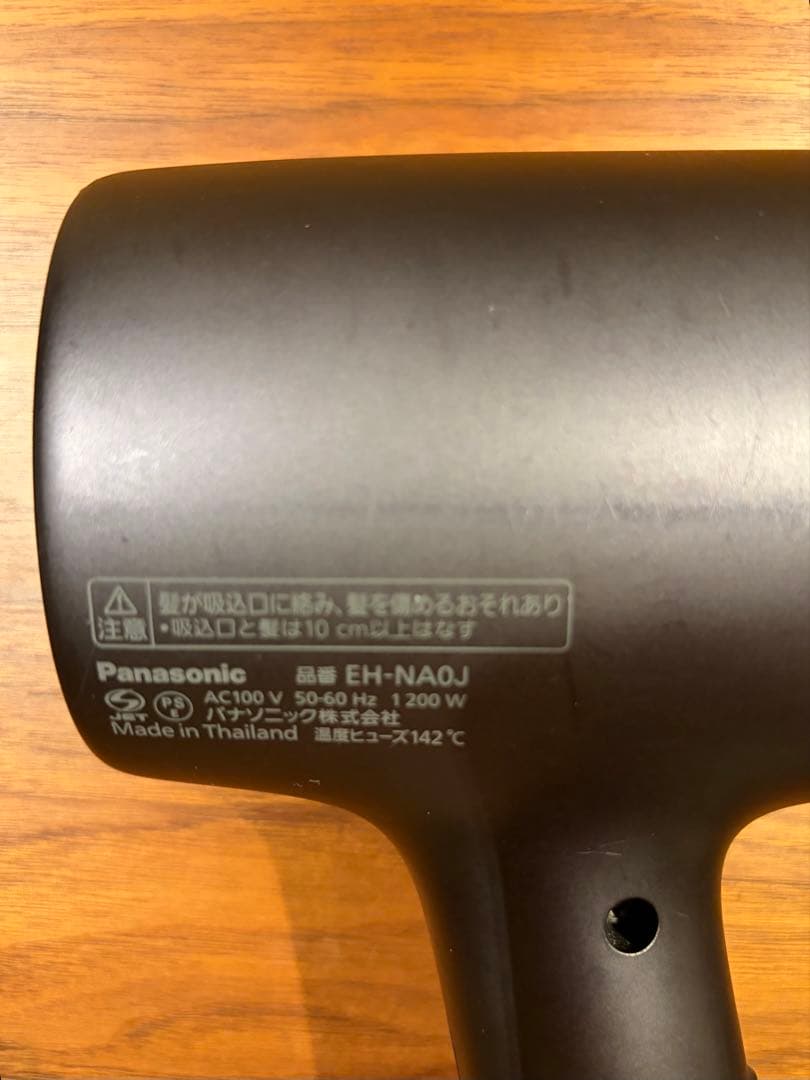 ⚠ 髪が吸込口に絡み、髪を傷めるおそれあり
注意 ・吸込口と髪は10 cm以上はなす
Panasonic 品番 EH-NA0J
AC100 V 50-60 Hz 1 200 W
JET PS E パナソニック株式会社
Made in Thailand 温度ヒューズ142℃